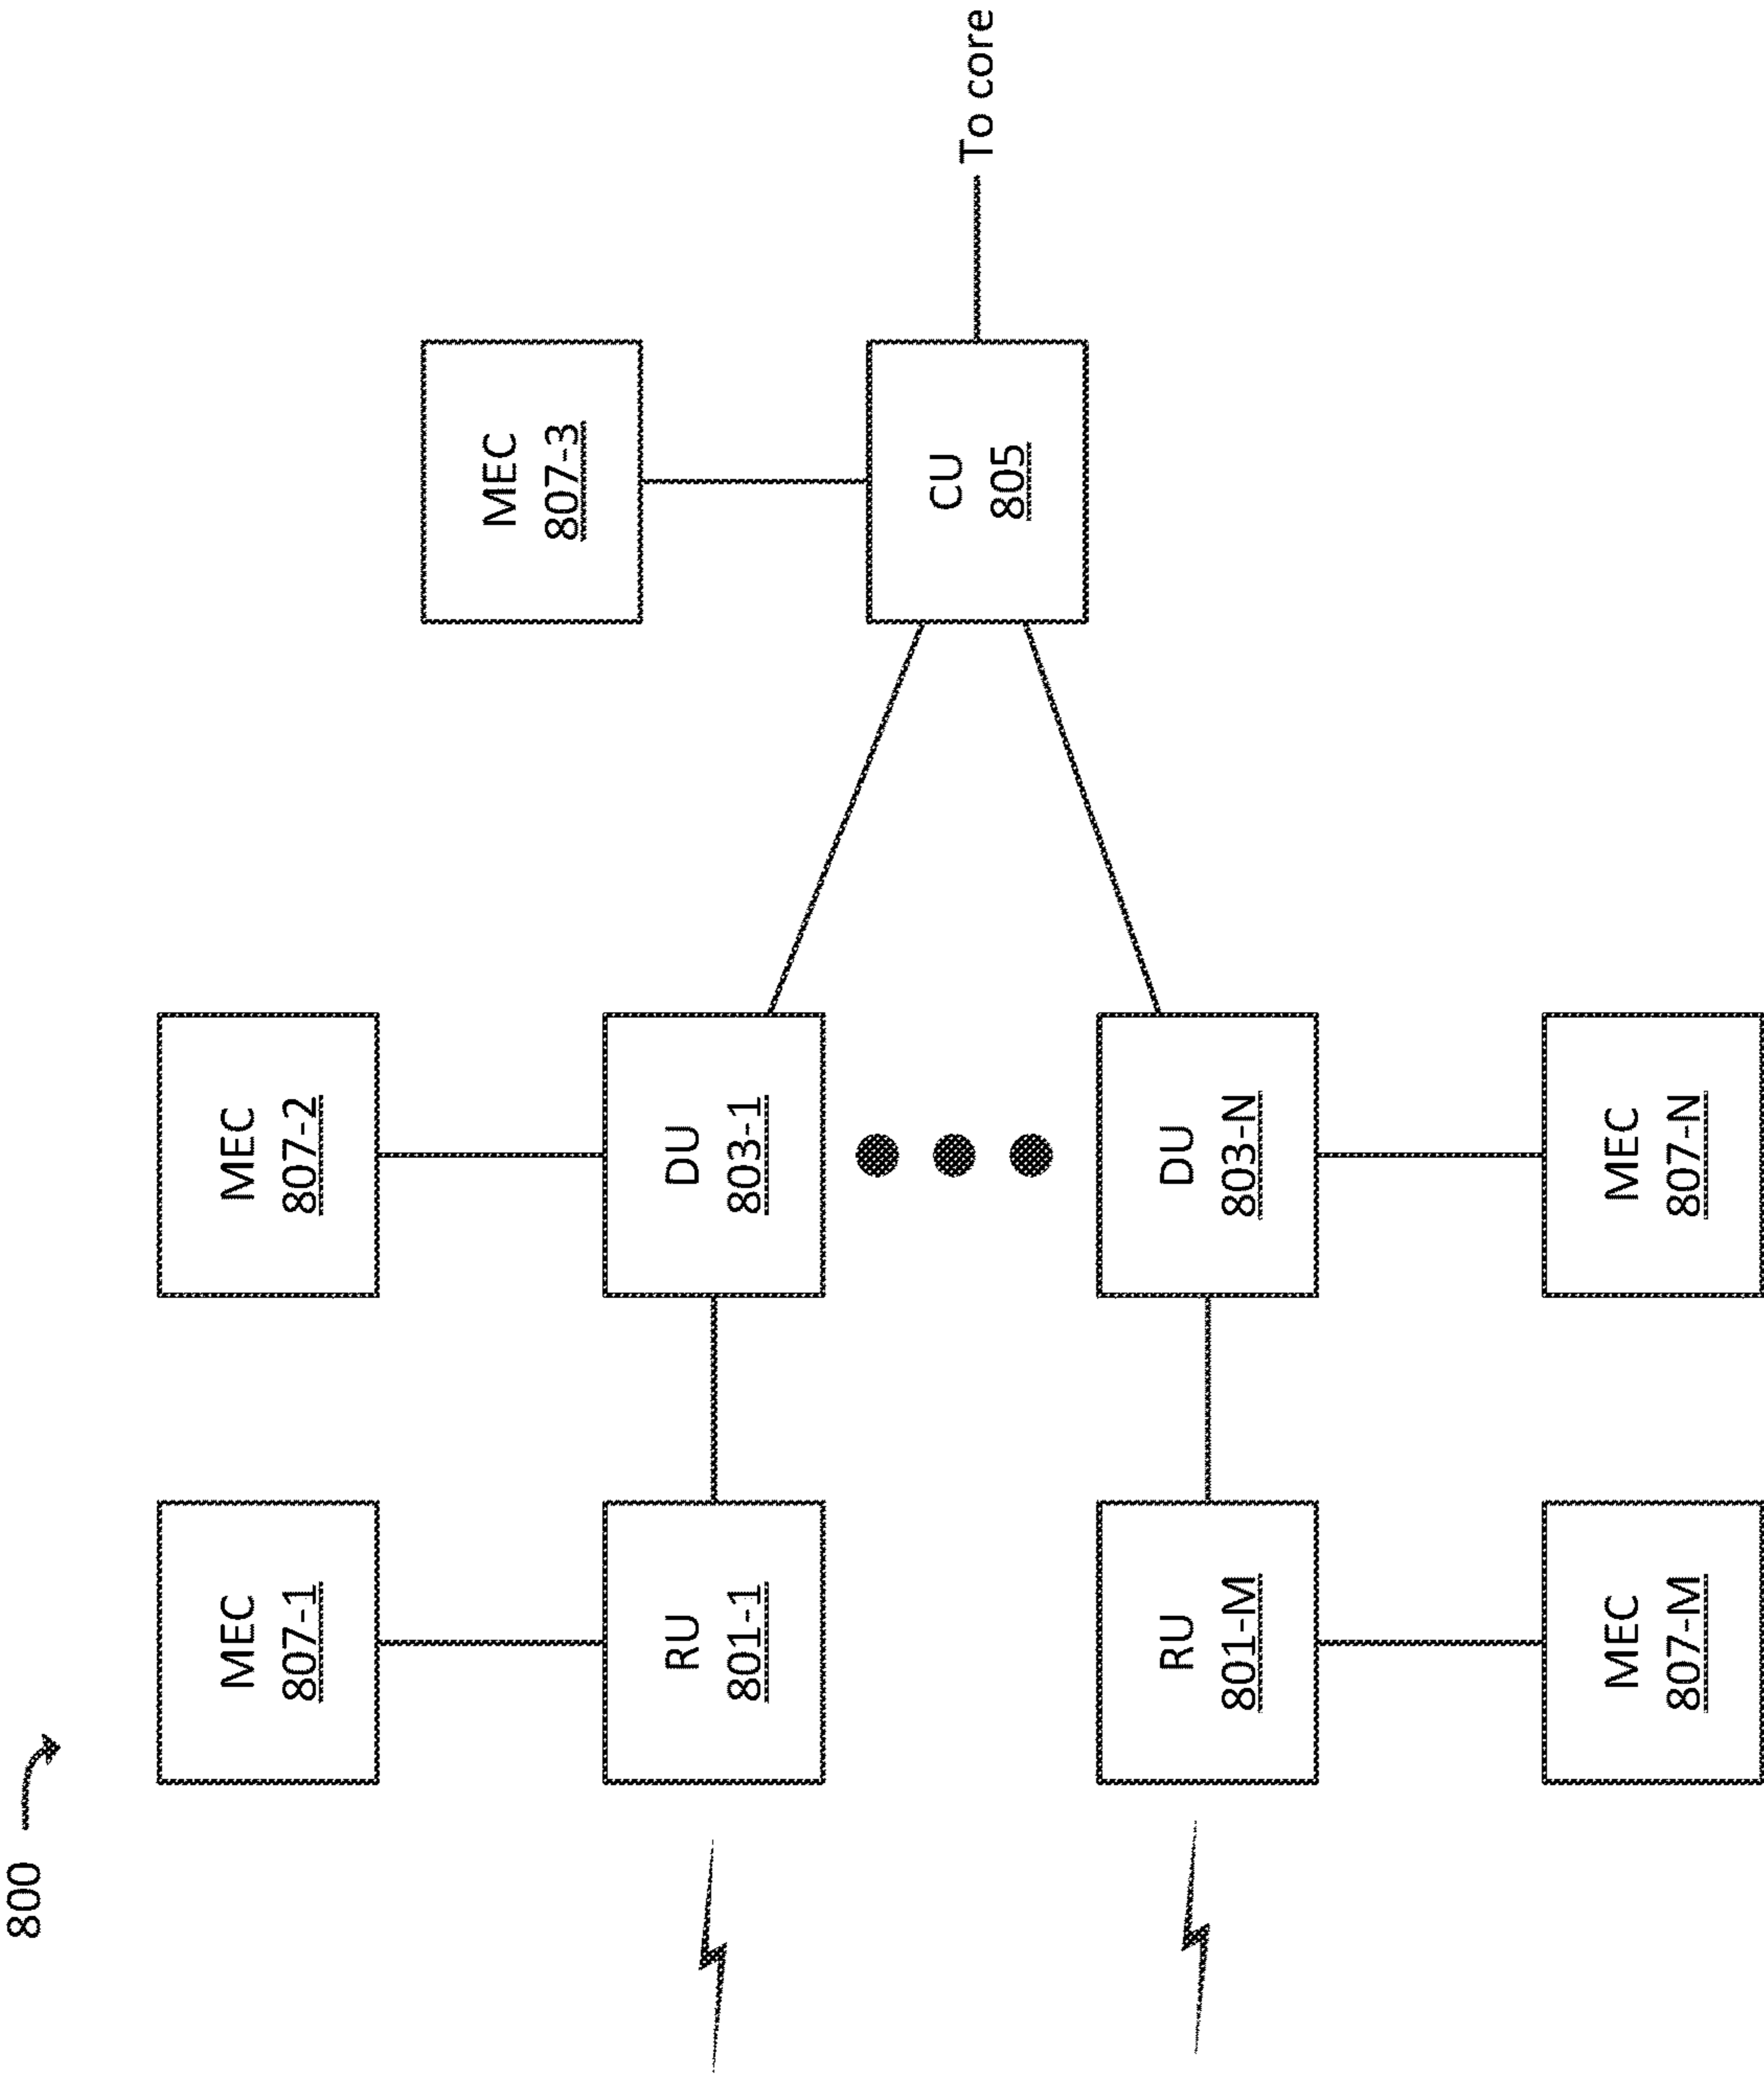 800
MEC
807-1
MEC
807-2
MEC
807-3
RU
801-1
DU
803-1
CU
805
To core
RU
801-M
DU
803-N
MEC
807-M
MEC
807-N